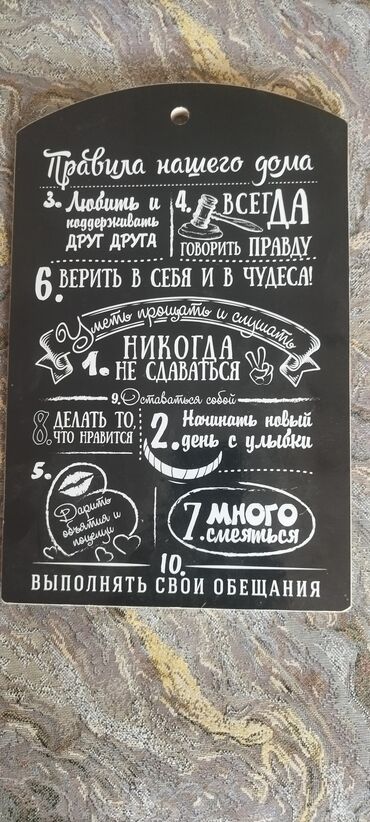 Правила нашего дома
3. Любить и
поддерживать
ДРУГ ДРУГА
4. ВСЕГДА
ГОВОРИТЬ ПРАВДУ
6. ВЕРИТЬ В СЕБЯ И В ЧУДЕСА!
Уметь прощать и слушать
1. НИКОГДА
НЕ СДАВАТЬСЯ
9. Оставаться собой
8. ДЕЛАТЬ ТО,
ЧТО НРАВИТСЯ
2. Начинать новый
день с улыбки
5.
Дарить
объятия и
поцелуи
7. МНОГО
смеяться
10.
ВЫПОЛНЯТЬ СВОИ ОБЕЩАНИЯ